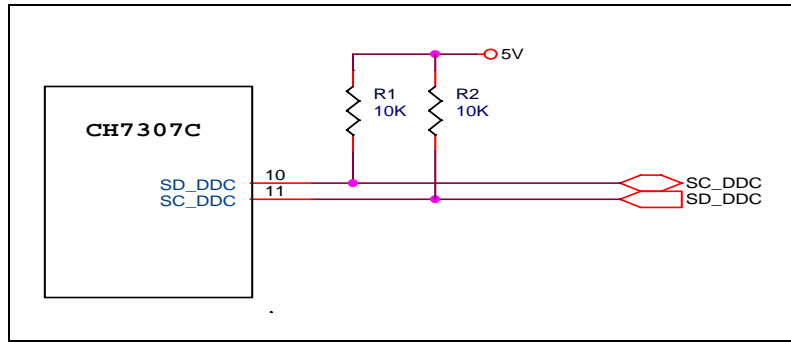 5V
R1
10K
R2
10K
CH7307C
SD_DDC
10
SC_DDC
SC_DDC
11
SD_DDC